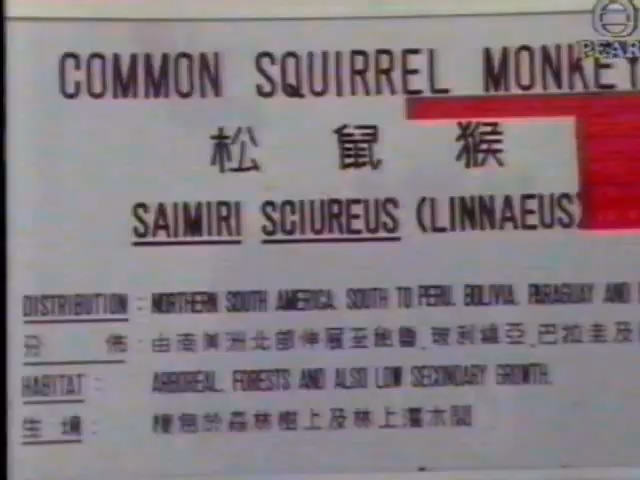 PEAR
COMMON SQUIRREL MONKEY
松鼠猴
SAIMIRI SCIUREUS (LINNAEUS)
DISTRIBUTION : NORTHERN SOUTH AMERICA, SOUTH TO PERU, BOLIVIA, PARAGUAY AND
分佈 : 由南美洲北部伸展至秘魯、玻利維亞、巴拉圭及
HABITAT : ARBOREAL. FORESTS AND ALSO LOW SECONDARY GROWTH.
生境 : 棲息於森林樹上及林上灌木間